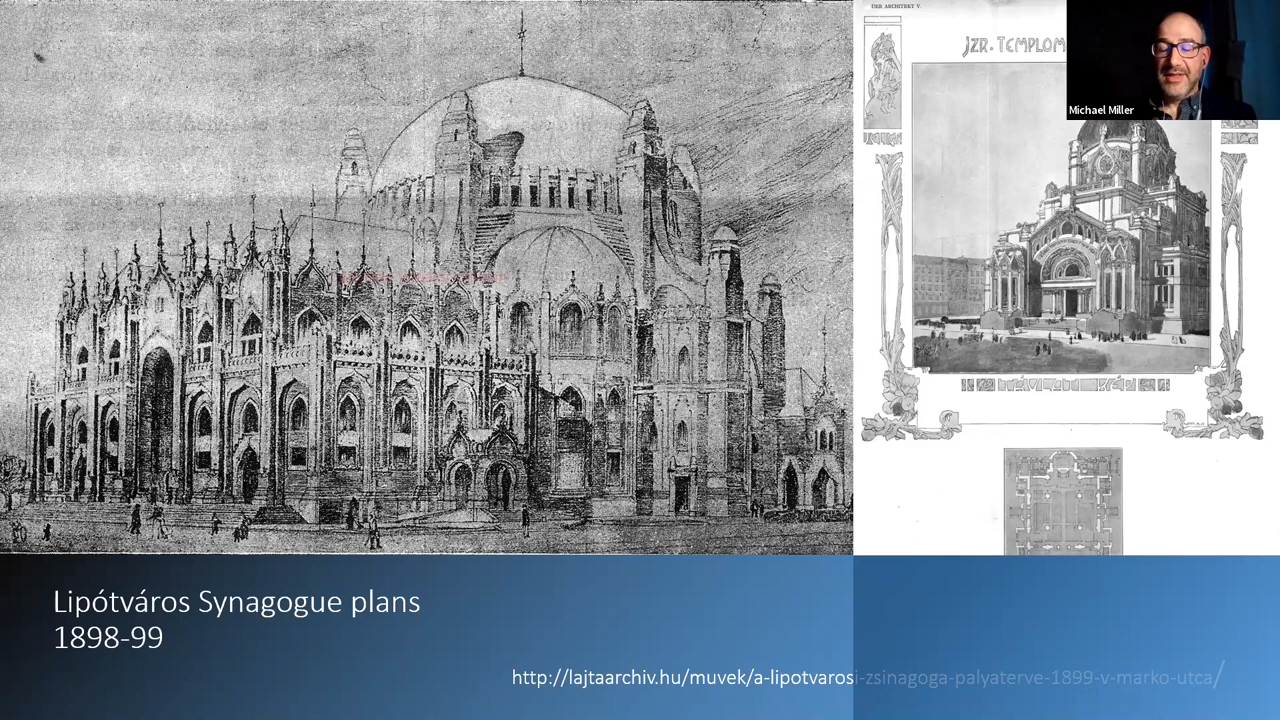 DER ARCHITEKT V.
JZR. TEMPLOM
Michael Miller
Lipótváros Synagogue plans
1898-99
http://lajtaarchiv.hu/muvek/a-lipotvarosi-zsinagoga-palyaterve-1899-v-marko-utca/